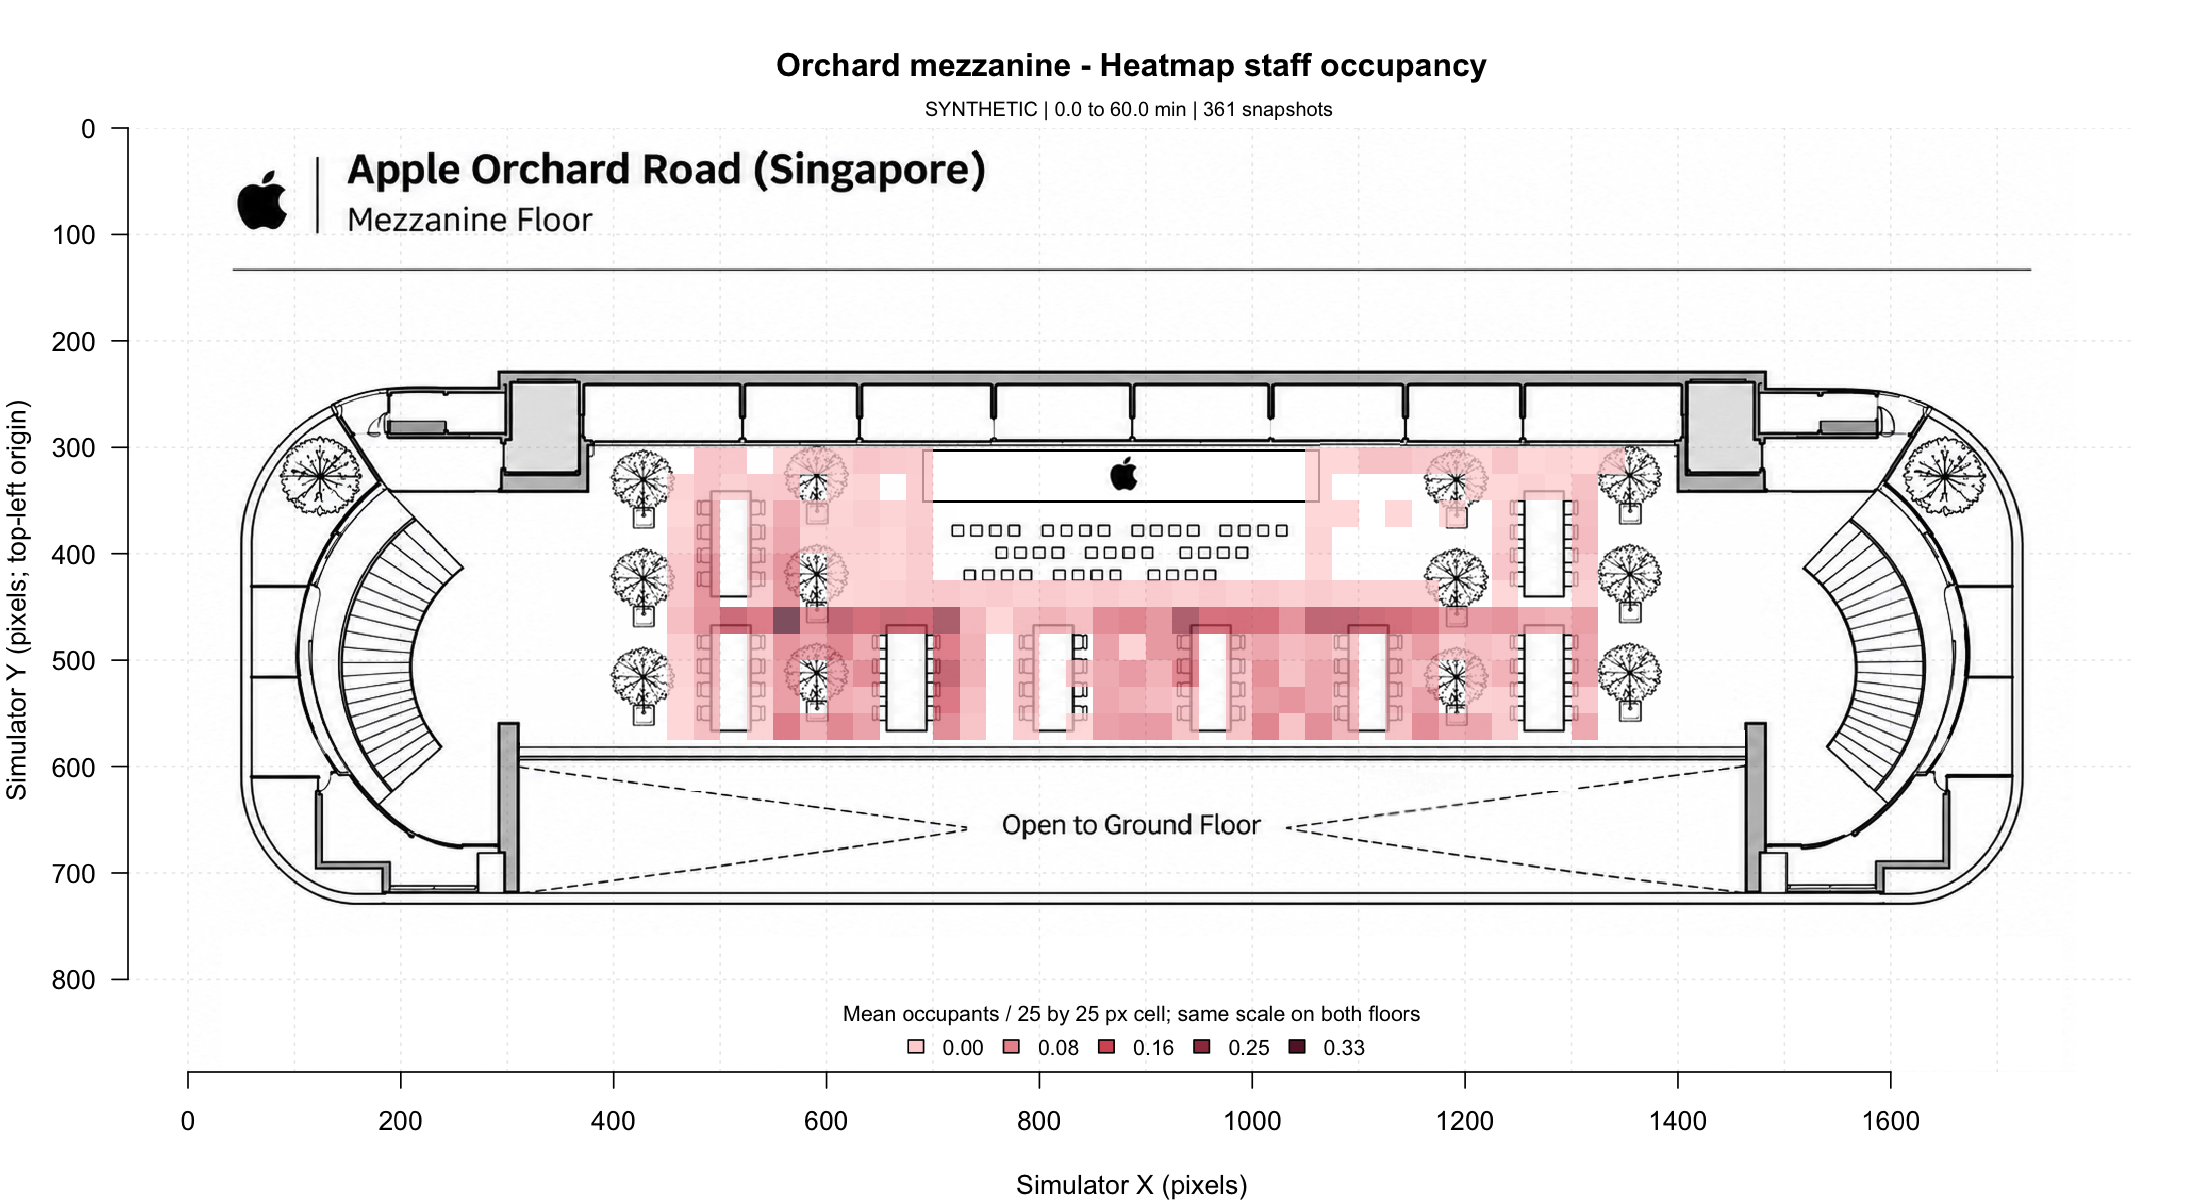 Orchard mezzanine - Heatmap staff occupancy
SYNTHETIC | 0.0 to 60.0 min | 361 snapshots
Apple Orchard Road (Singapore)
Mezzanine Floor
0
100
200
300
400
500
600
700
800
Simulator Y (pixels; top-left origin)
Open to Ground Floor
Mean occupants / 25 by 25 px cell; same scale on both floors
0.00 0.08 0.16 0.25 0.33
0 200 400 600 800 1000 1200 1400 1600
Simulator X (pixels)